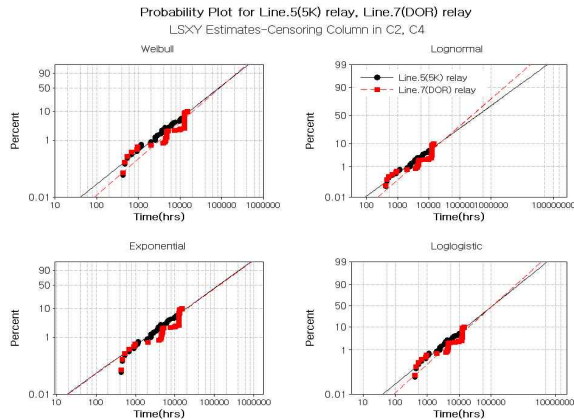 Probability Plot for Line.5(5K) relay, Line.7(DOR) relay
LSXY Estimates-Censoring Column in C2, C4
Weibull
Percent
90
50
10
1
0.01
10 100 1000 10000 100000 1000000
Time(hrs)
Lognormal
Line.5(5K) relay
Line.7(DOR) relay
Percent
99
90
50
10
1
0.01
100 1000 10000 100000 100000000
Time(hrs)
Exponential
Percent
90
50
10
1
0.01
10 100 1000 10000 100000 1000000
Time(hrs)
Loglogistic
Percent
99
90
50
10
1
0.01
10 100 1000 10000 100000 100000000
Time(hrs)